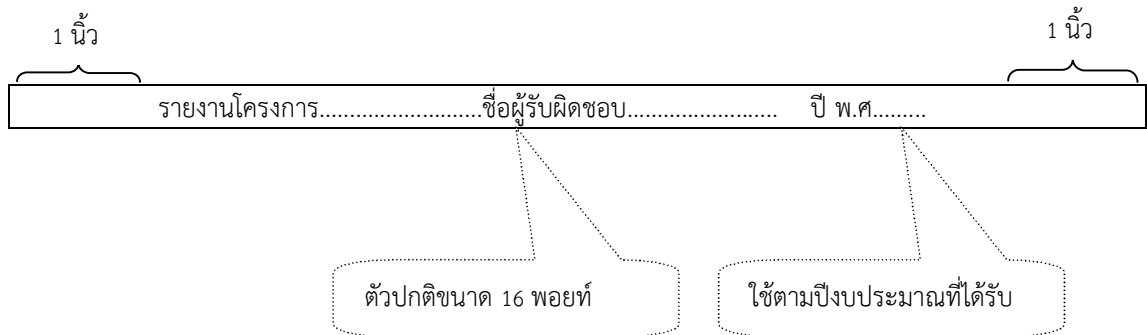 1 นิ้ว 1 นิ้ว
รายงานโครงการ...........................ชื่อผู้รับผิดชอบ......................... ปี พ.ศ.........
ตัวปกติขนาด 16 พอยท์ ใช้ตามปีงบประมาณที่ได้รับ